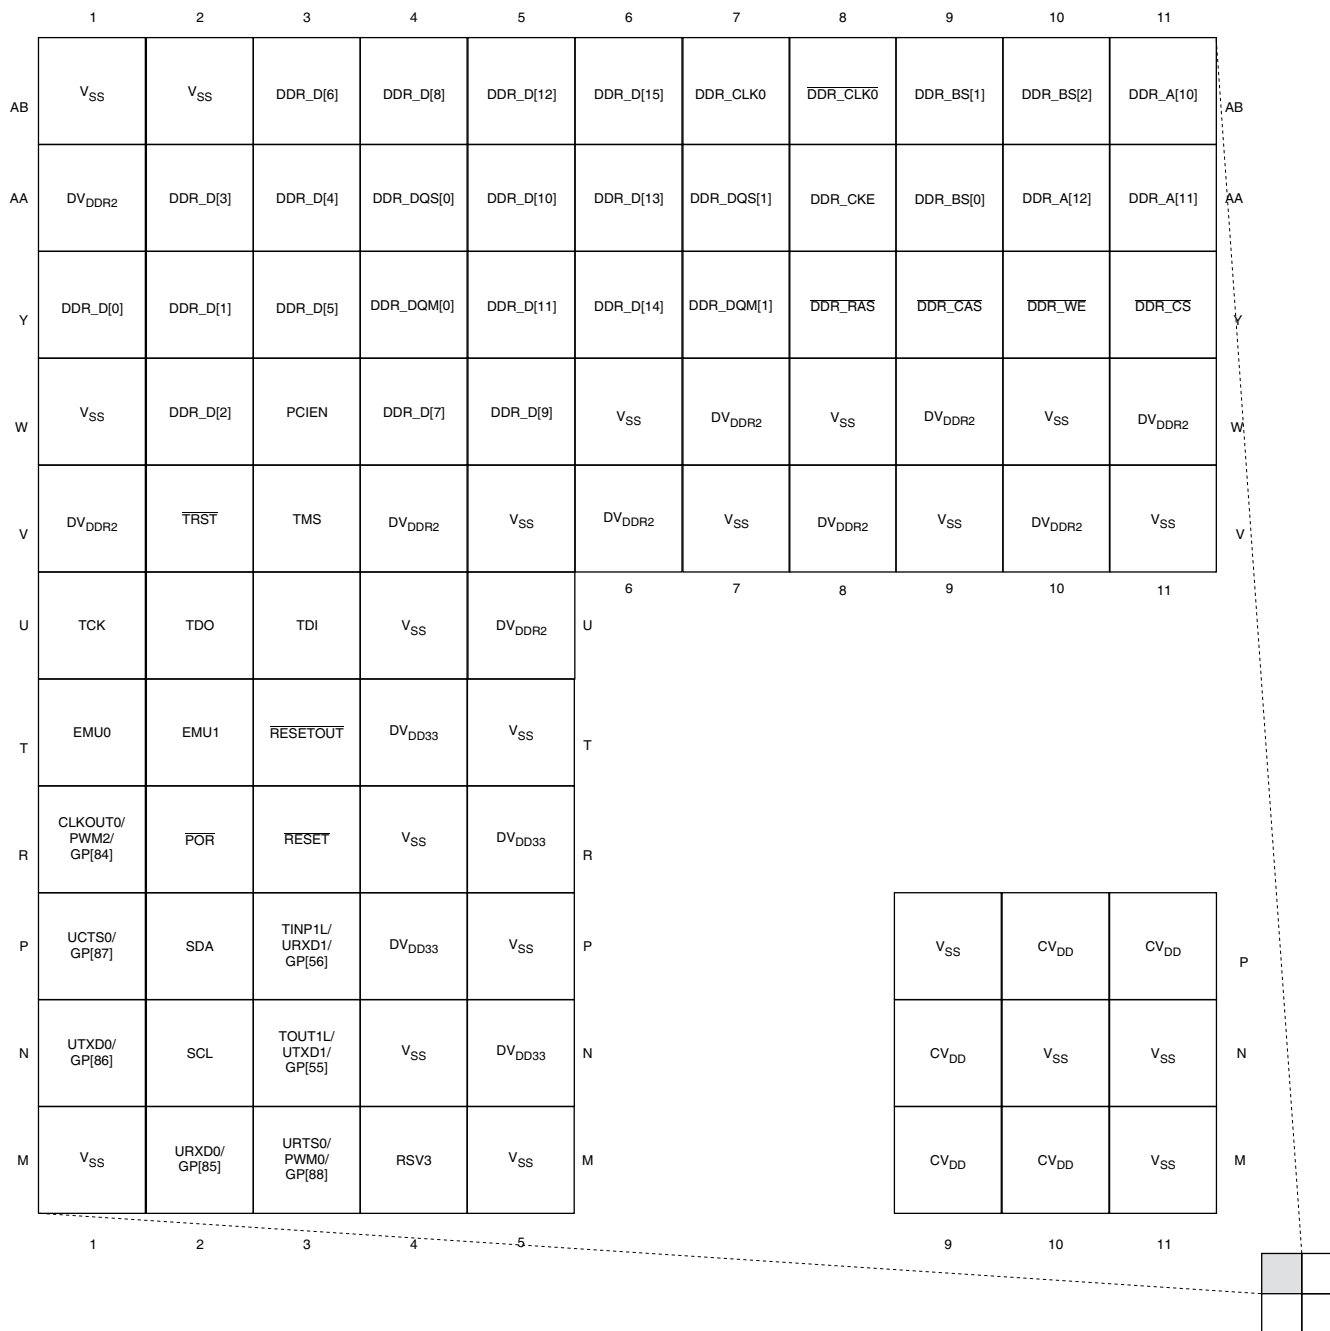 1 2 3 4 5 6 7 8 9 10 11
AB VSS VSS DDR_D[6] DDR_D[8] DDR_D[12] DDR_D[15] DDR_CLK0 DDR_CLK0 DDR_BS[1] DDR_BS[2] DDR_A[10] AB
AA DVDDR2 DDR_D[3] DDR_D[4] DDR_DQS[0] DDR_D[10] DDR_D[13] DDR_DQS[1] DDR_CKE DDR_BS[0] DDR_A[12] DDR_A[11] AA
Y DDR_D[0] DDR_D[1] DDR_D[5] DDR_DQM[0] DDR_D[11] DDR_D[14] DDR_DQM[1] DDR_RAS DDR_CAS DDR_WE DDR_CS Y
W VSS DDR_D[2] PCIEN DDR_D[7] DDR_D[9] VSS DVDDR2 VSS DVDDR2 VSS DVDDR2 W
V DVDDR2 TRST TMS DVDDR2 VSS DVDDR2 VSS DVDDR2 VSS DVDDR2 VSS V
6 7 8 9 10 11
U TCK TDO TDI VSS DVDDR2 U
T EMU0 EMU1 RESETOUT DVDD33 VSS T
R CLKOUT0/
PWM2/
GP[84] POR RESET VSS DVDD33 R
P UCTS0/
GP[87] SDA TINP1L/
URXD1/
GP[56] DVDD33 VSS P VSS CVDD CVDD P
N UTXD0/
GP[86] SCL TOUT1L/
UTXD1/
GP[55] VSS DVDD33 N CVDD VSS VSS N
M VSS URXD0/
GP[85] URTS0/
PWM0/
GP[88] RSV3 VSS M CVDD CVDD VSS M
1 2 3 4 5 9 10 11